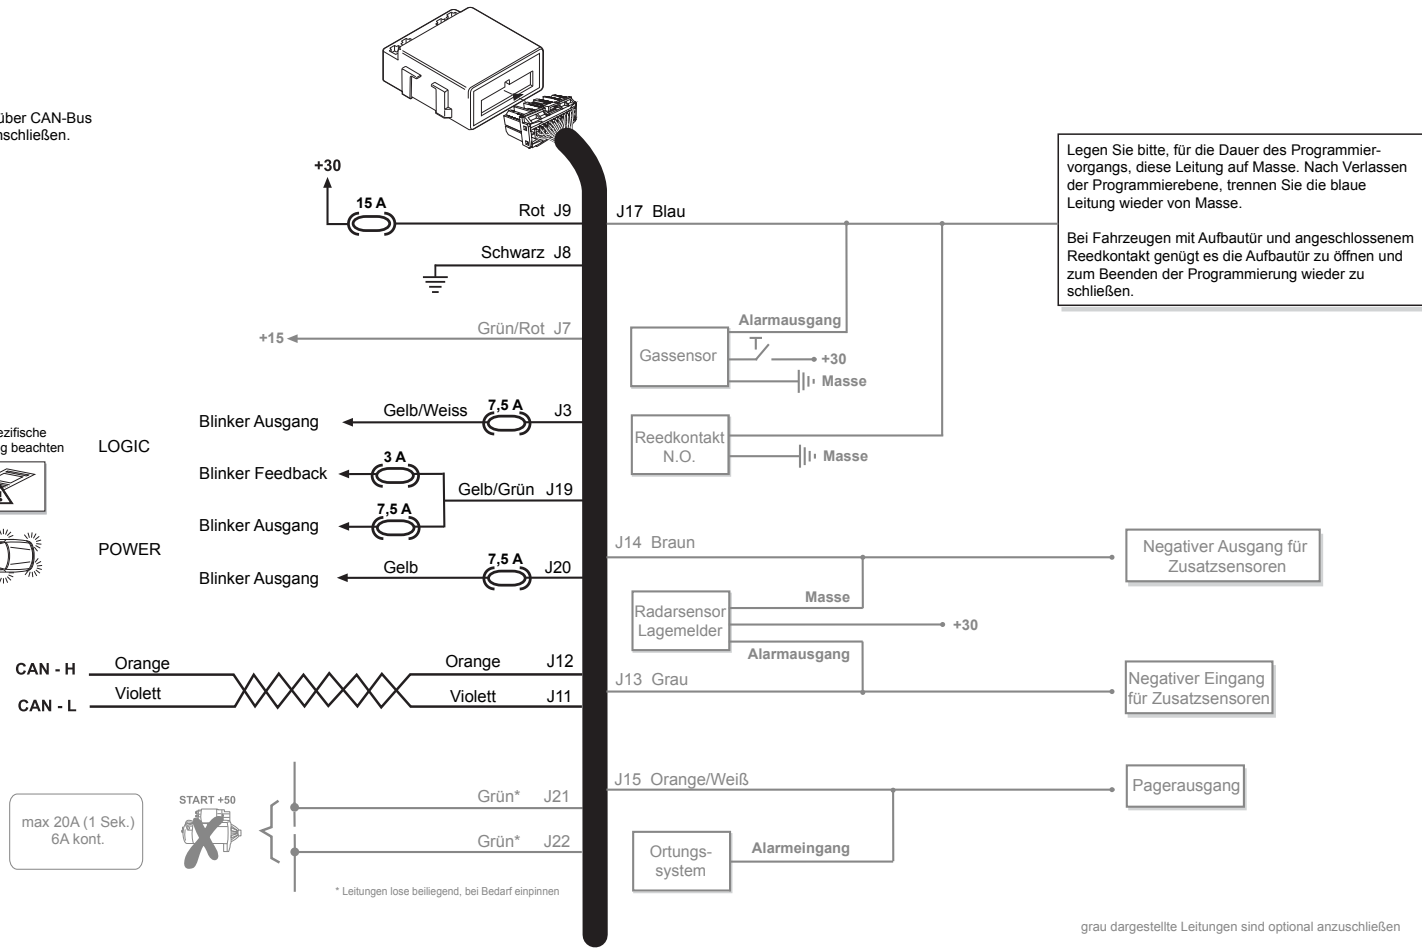 über CAN-Bus
schließen.
+30
15 A
Rot J9
Schwarz J8
+15
Grün/Rot J7
Blinker Ausgang
Gelb/Weiss
7,5 A
J3
g beachten
LOGIC
Blinker Feedback
3 A
Gelb/Grün J19
Blinker Ausgang
7,5 A
POWER
Blinker Ausgang
Gelb
7,5 A
J20
CAN - H
Orange
Orange
J12
CAN - L
Violett
Violett
J11
max 20A (1 Sek.)
6A kont.
START +50
Grün* J21
Grün* J22
* Leitungen lose beiliegend, bei Bedarf einpinnen
J17 Blau
Legen Sie bitte, für die Dauer des Programmier-
vorgangs, diese Leitung auf Masse. Nach Verlassen
der Programmierebene, trennen Sie die blaue
Leitung wieder von Masse.
Bei Fahrzeugen mit Aufbautür und angeschlossenem
Reedkontakt genügt es die Aufbautür zu öffnen und
zum Beenden der Programmierung wieder zu
schließen.
Gassensor
Alarmausgang
+30
Masse
Reedkontakt
N.O.
Masse
J14 Braun
Negativer Ausgang für
Zusatzsensoren
Radarsensor
Lagemelder
Masse
+30
Alarmausgang
J13 Grau
Negativer Eingang
für Zusatzsensoren
J15 Orange/Weiß
Pagerausgang
Ortungs-
system
Alarmeingang
grau dargestellte Leitungen sind optional anzuschließen